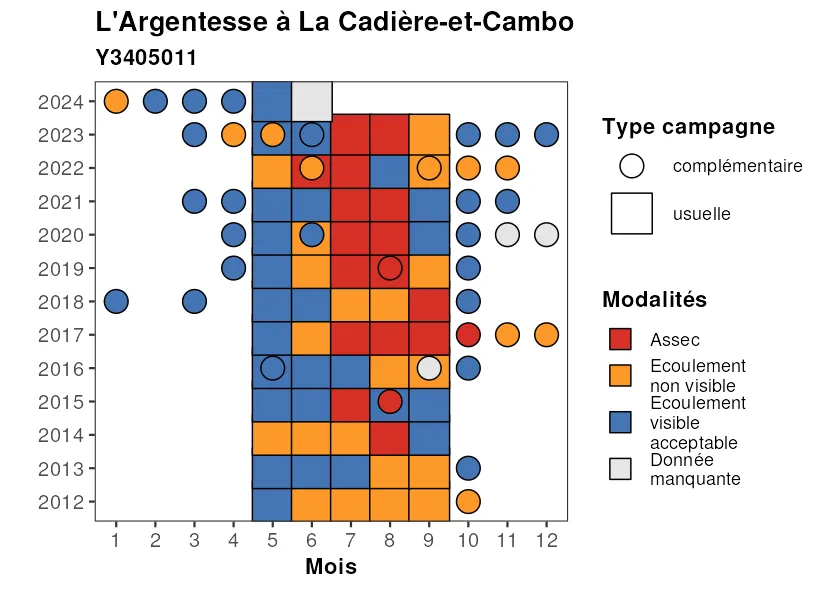 L'Argentesse à La Cadière-et-Cambo
Y3405011
2024
2023
2022
2021
2020
2019
2018
2017
2016
2015
2014
2013
2012
1 2 3 4 5 6 7 8 9 10 11 12
Mois
Type campagne
complémentaire
usuelle
Modalités
Assec
Ecoulement
non visible
Ecoulement
visible
acceptable
Donnée
manquante